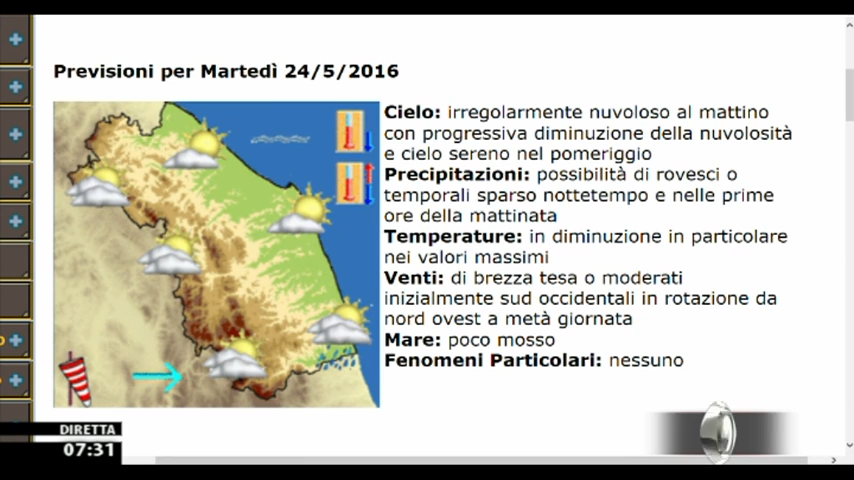 Previsioni per Martedì 24/5/2016
Cielo: irregolarmente nuvoloso al mattino
con progressiva diminuzione della nuvolosità
e cielo sereno nel pomeriggio
Precipitazioni: possibilità di rovesci o
temporali sparso nottetempo e nelle prime
ore della mattinata
Temperature: in diminuzione in particolare
nei valori massimi
Venti: di brezza tesa o moderati
inizialmente sud occidentali in rotazione da
nord ovest a metà giornata
Mare: poco mosso
Fenomeni Particolari: nessuno
DIRETTA
07:31